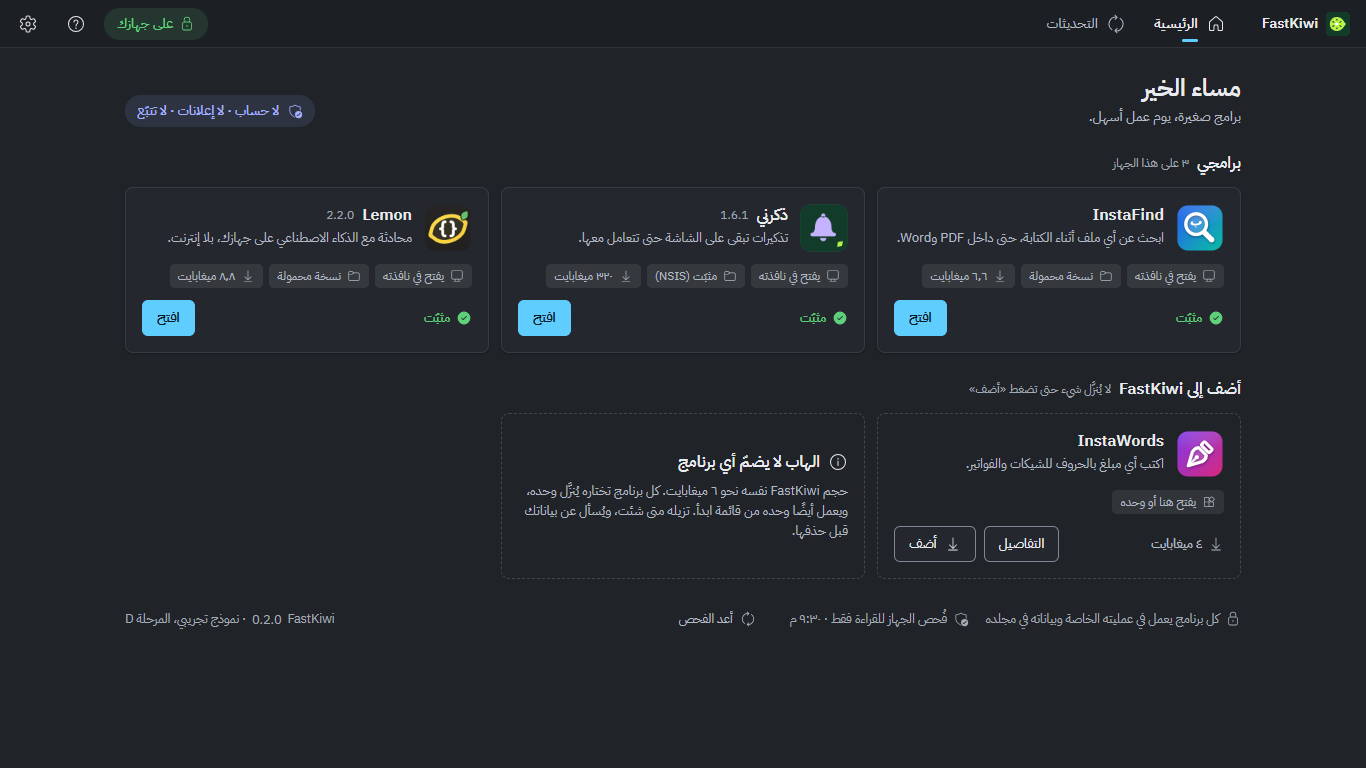 FastKiwi
الرئيسية
التحديثات
على جهازك
مساء الخير
برامج صغيرة، يوم عمل أسهل.
لا حساب · لا إعلانات · لا تتبّع
برامجي ٣ على هذا الجهاز
InstaFind
ابحث عن أي ملف أثناء الكتابة، حتى داخل PDF وWord.
يفتح في نافذته
نسخة محمولة
٦٫٦ ميغابايت
مثبّت
افتح
ذكرني 1.6.1
تذكيرات تبقى على الشاشة حتى تتعامل معها.
يفتح في نافذته
مثبّت (NSIS)
٣٢٠ ميغابايت
مثبّت
افتح
Lemon 2.2.0
محادثة مع الذكاء الاصطناعي على جهازك، بلا إنترنت.
يفتح في نافذته
نسخة محمولة
٨٫٨ ميغابايت
مثبّت
افتح
أضف إلى FastKiwi لا يُنزَّل شيء حتى تضغط «أضف»
InstaWords
اكتب أي مبلغ بالحروف للشيكات والفواتير.
يفتح هنا أو وحده
٤ ميغابايت
التفاصيل
أضف
الهاب لا يضمّ أي برنامج
حجم FastKiwi نفسه نحو ٦ ميغابايت. كل برنامج تختاره يُنزَّل وحده،
ويعمل أيضًا وحده من قائمة ابدأ. تزيله متى شئت، ويُسأل عن بياناتك
قبل حذفها.
كل برنامج يعمل في عمليته الخاصة وبياناته في مجلده
فُحص الجهاز للقراءة فقط · ٩:٣٠ م
أعد الفحص
FastKiwi 0.2.0 · نموذج تجريبي، المرحلة D